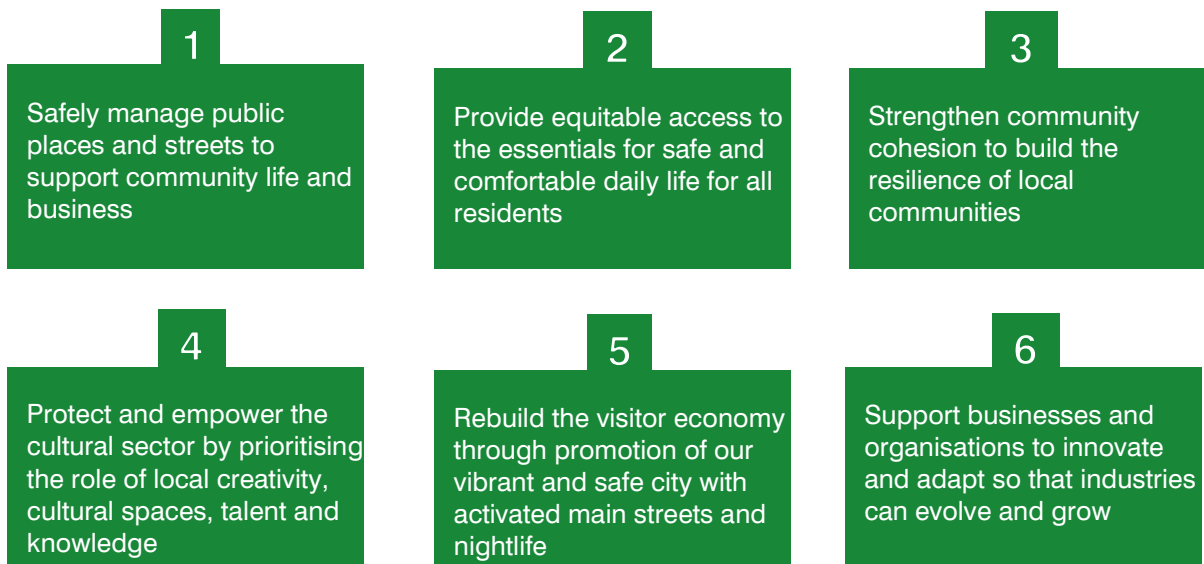 1
Safely manage public
places and streets to
support community life and
business
2
Provide equitable access to
the essentials for safe and
comfortable daily life for all
residents
3
Strengthen community
cohesion to build the
resilience of local
communities
4
Protect and empower the
cultural sector by prioritising
the role of local creativity,
cultural spaces, talent and
knowledge
5
Rebuild the visitor economy
through promotion of our
vibrant and safe city with
activated main streets and
nightlife
6
Support businesses and
organisations to innovate
and adapt so that industries
can evolve and grow